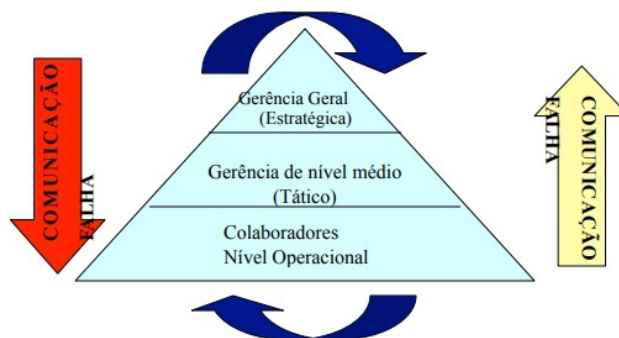 COMUNICAÇÃO
FALHA
Gerência Geral
(Estratégica)
Gerência de nível médio
(Tático)
Colaboradores
Nível Operacional
COMUNICAÇÃO
FALHA